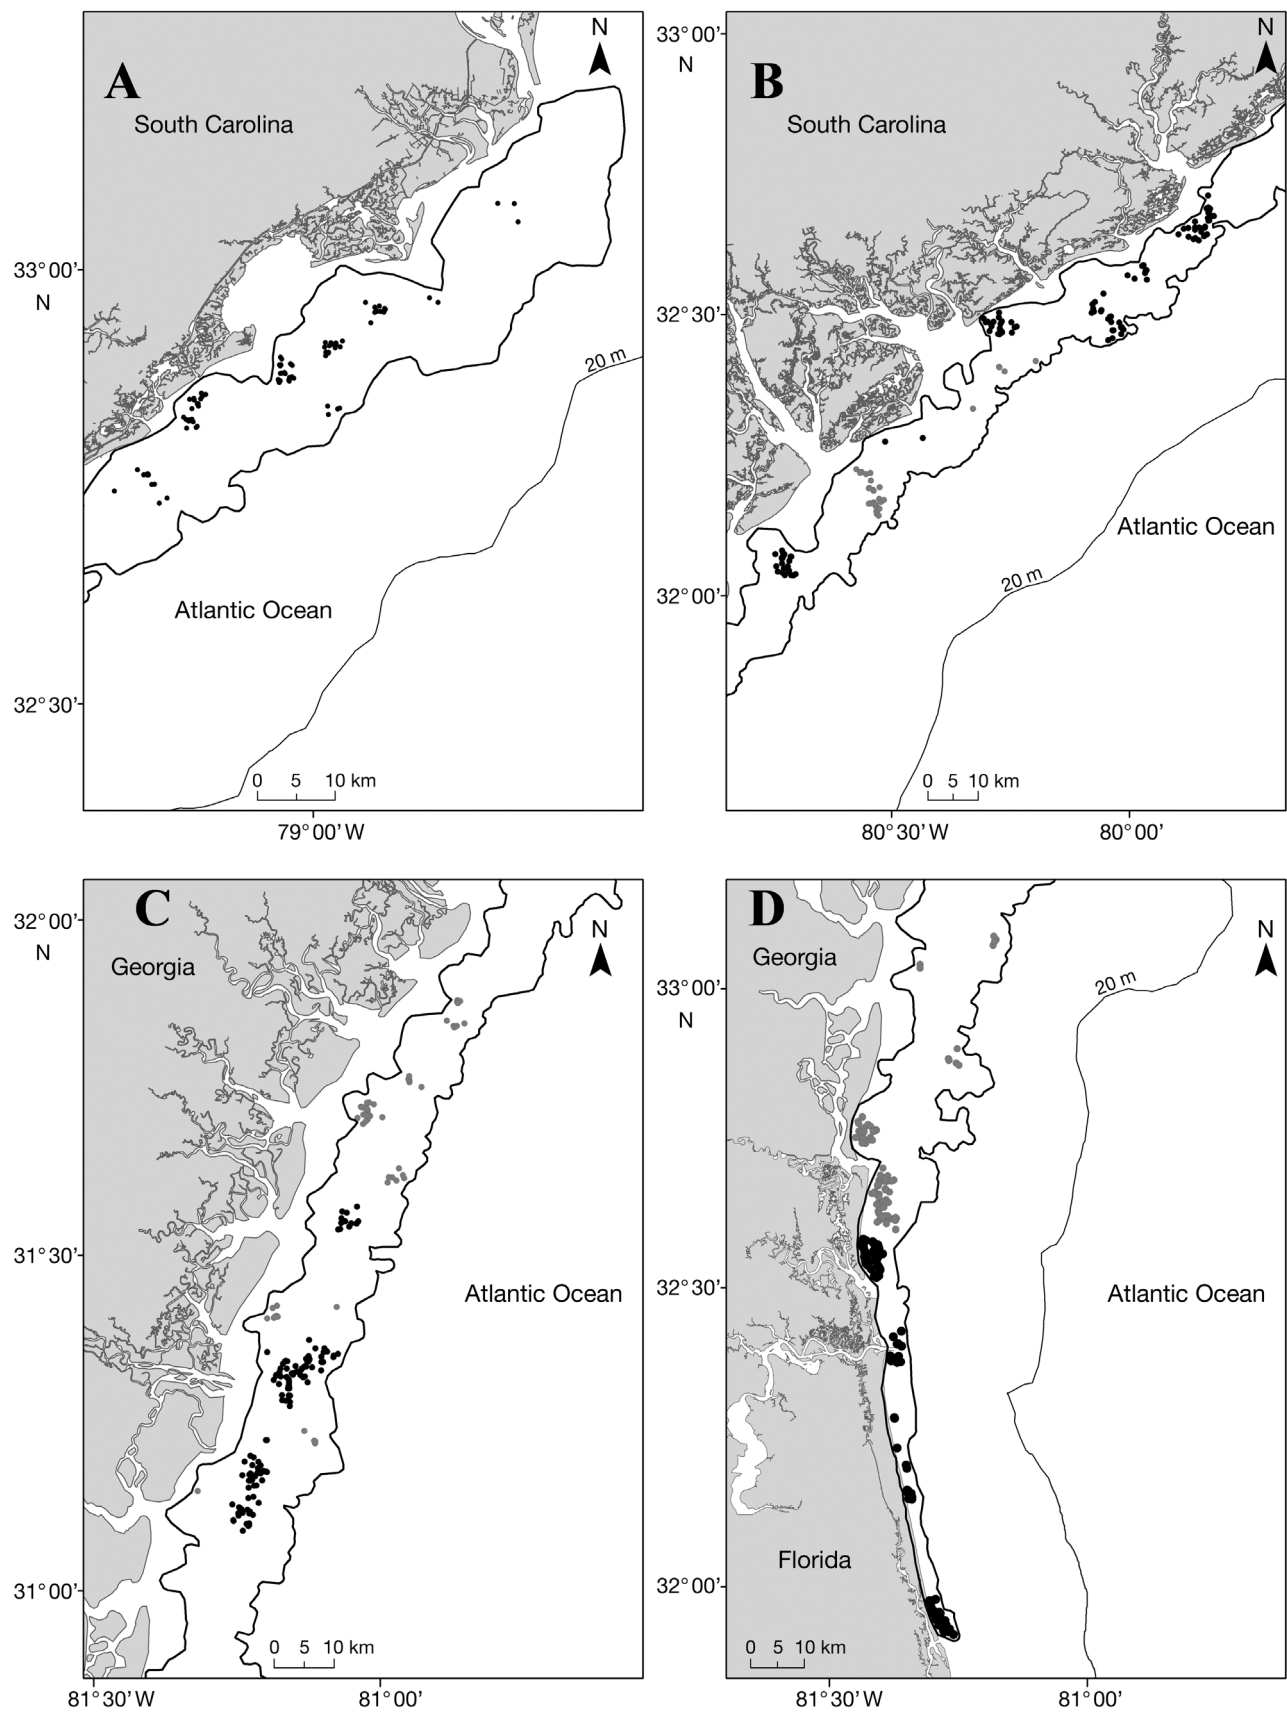 A
N
South Carolina
33°00'
N
20 m
Atlantic Ocean
32°30'
0 5 10 km
79°00' W
33°00'
N
B
N
South Carolina
32°30'
Atlantic Ocean
20 m
32°00'
0 5 10 km
80°30' W
80°00'
32°00'
N
C
N
Georgia
31°30'
Atlantic Ocean
31°00'
0 5 10 km
81°30' W
81°00'
D
N
Georgia
33°00'
N
20 m
32°30'
Atlantic Ocean
Florida
32°00'
0 5 10 km
81°30' W
81°00'